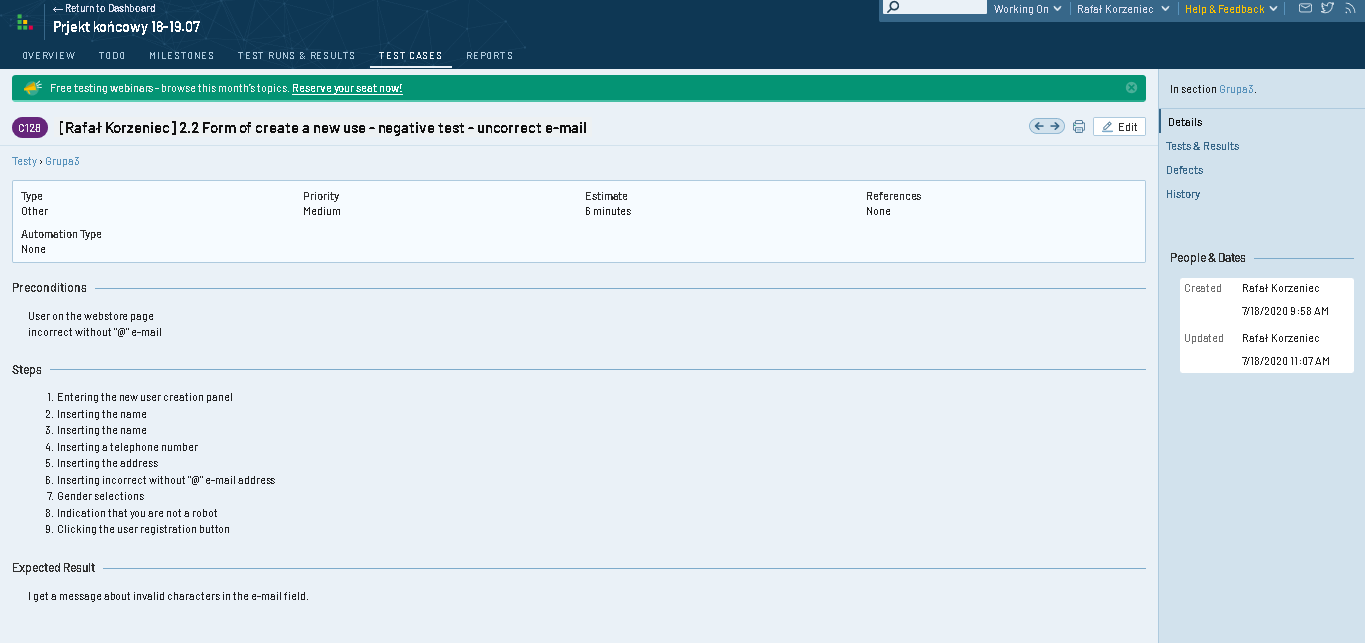 ← Return to Dashboard
Prjekt końcowy 18-19.07
Working On
Rafał Korzeniec
Help & Feedback
OVERVIEW TODO MILESTONES TEST RUNS & RESULTS TEST CASES REPORTS
Free testing webinars - browse this month's topics. Reserve your seat now!
C128 [Rafał Korzeniec] 2.2 Form of create a new use - negative test - uncorrect e-mail
Edit
Testy › Grupa3
Type Priority Estimate References
Other Medium 6 minutes None
Automation Type
None
Preconditions
User on the webstore page
incorrect without "@" e-mail
Steps
1. Entering the new user creation panel
2. Inserting the name
3. Inserting the name
4. Inserting a telephone number
5. Inserting the address
6. Inserting incorrect without "@" e-mail address
7. Gender selections
8. Indication that you are not a robot
9. Clicking the user registration button
Expected Result
I get a message about invalid characters in the e-mail field.
In section Grupa3.
Details
Tests & Results
Defects
History
People & Dates
Created Rafał Korzeniec
7/18/2020 9:58 AM
Updated Rafał Korzeniec
7/18/2020 11:07 AM